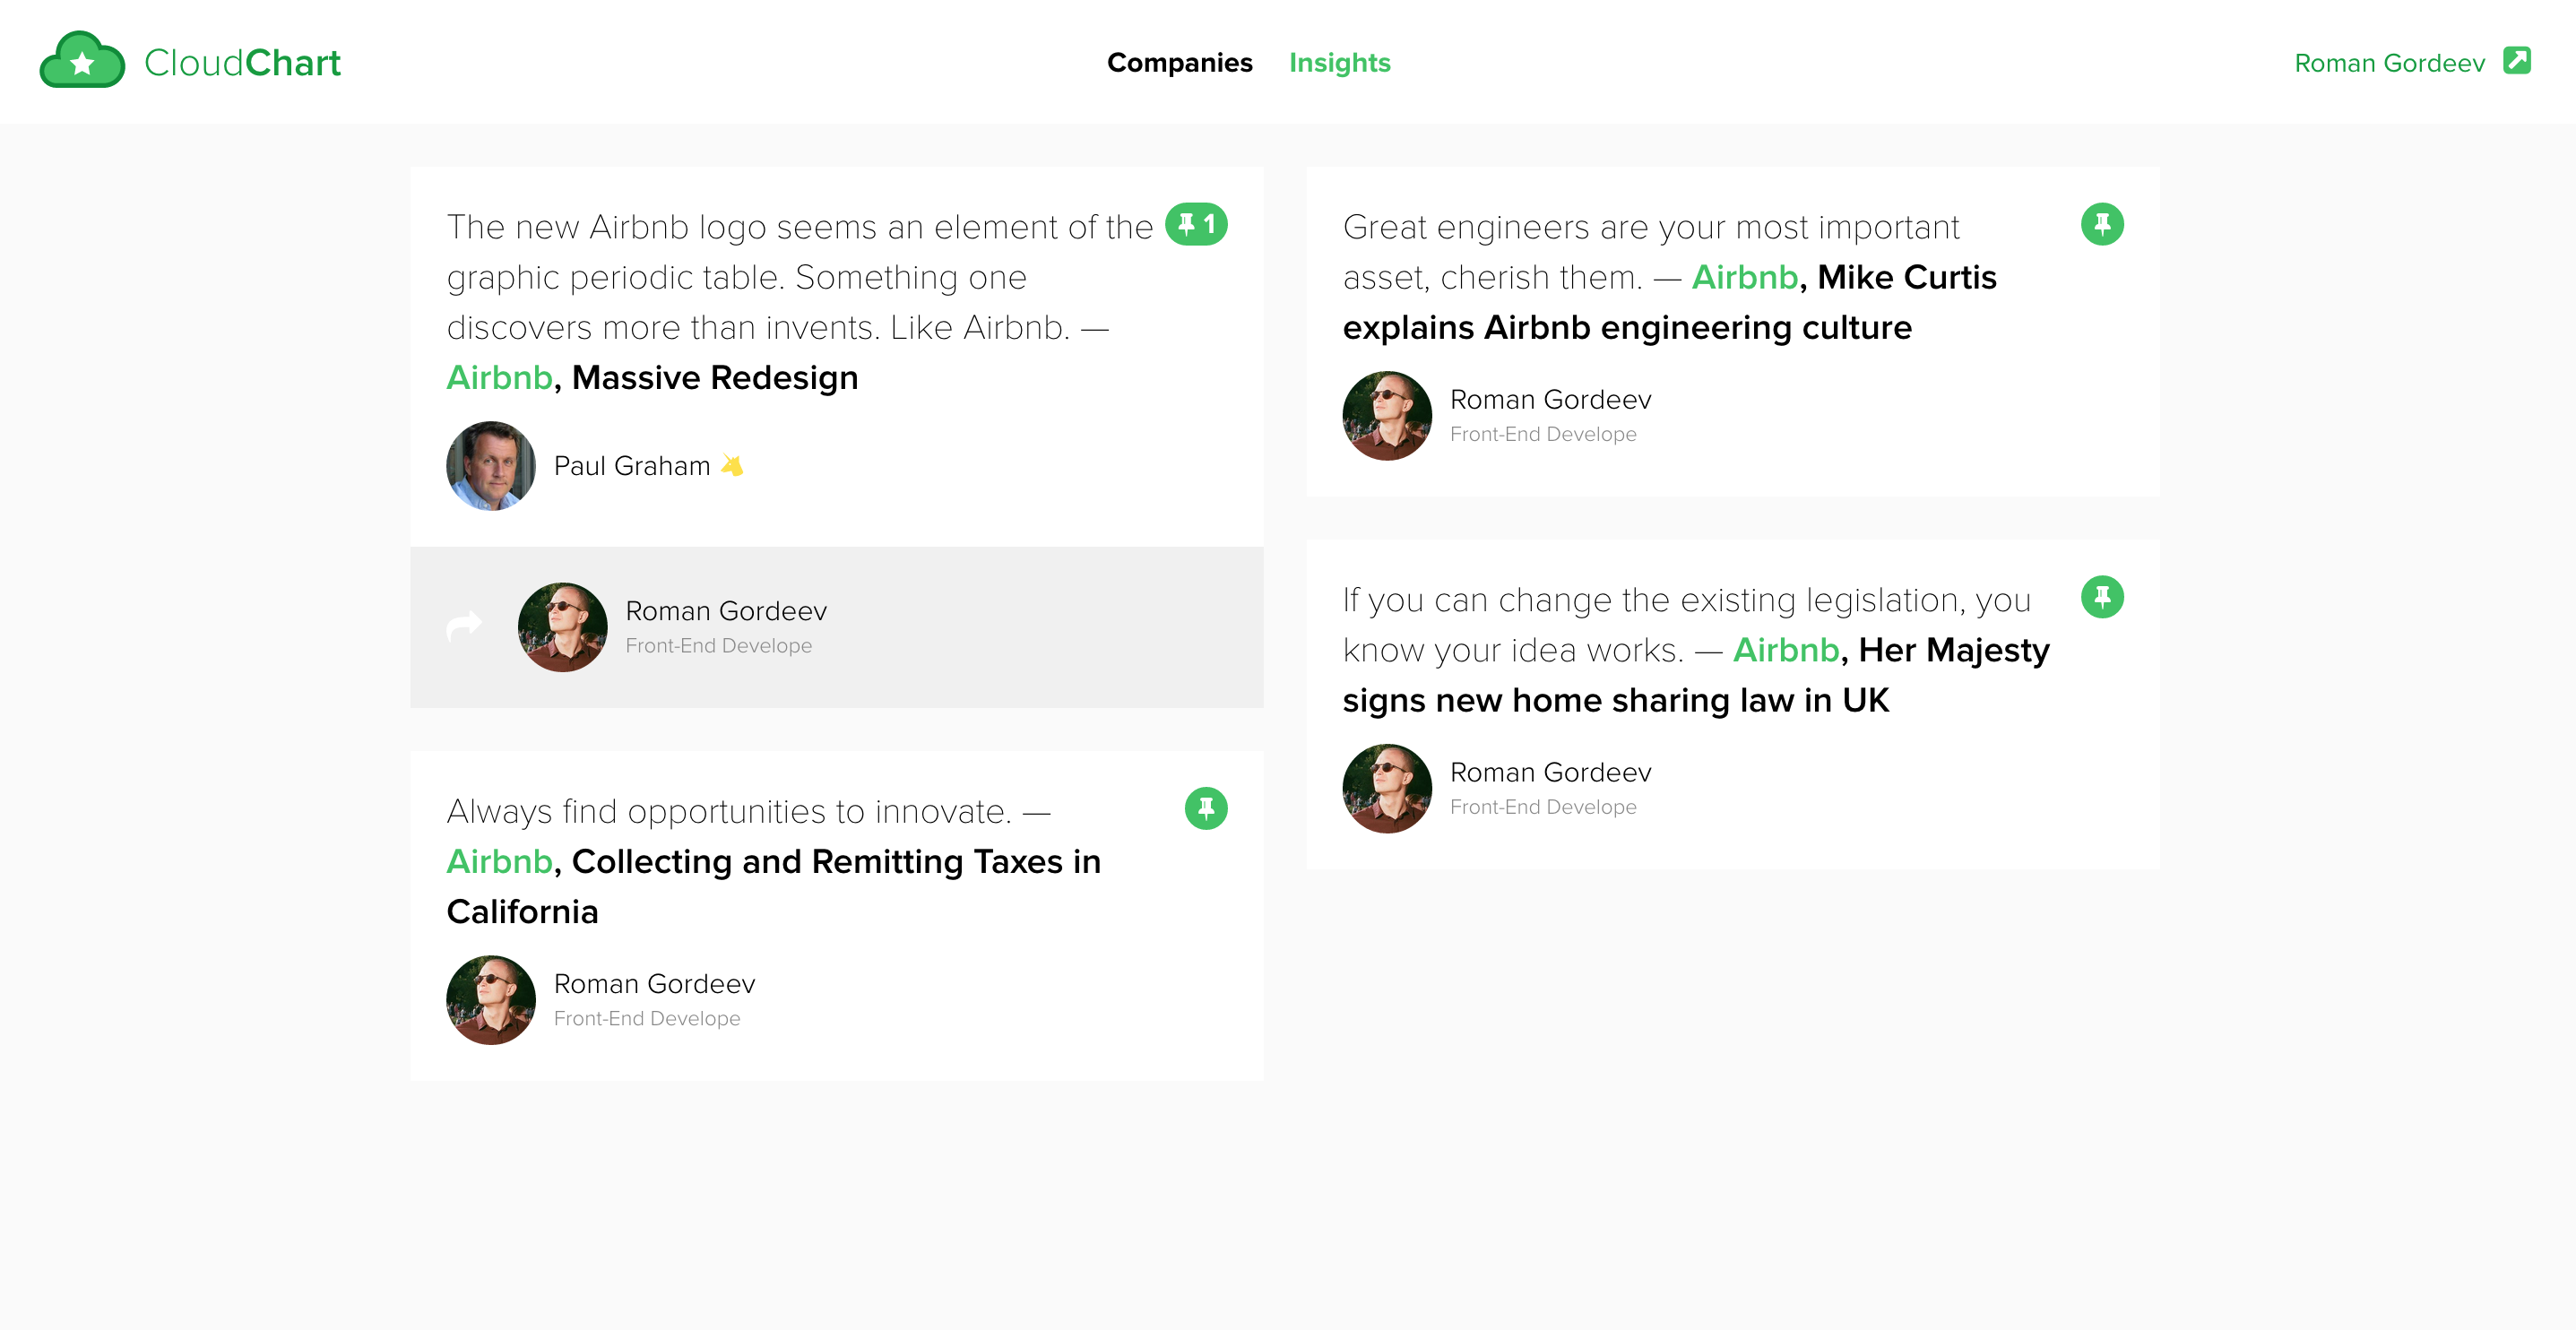 CloudChart
Companies Insights
Roman Gordeev
The new Airbnb logo seems an element of the
1
graphic periodic table. Something one
discovers more than invents. Like Airbnb. —
Airbnb, Massive Redesign
Paul Graham
Roman Gordeev
Front-End Develope
Always find opportunities to innovate. —
Airbnb, Collecting and Remitting Taxes in
California
Roman Gordeev
Front-End Develope
Great engineers are your most important
asset, cherish them. — Airbnb, Mike Curtis
explains Airbnb engineering culture
Roman Gordeev
Front-End Develope
If you can change the existing legislation, you
know your idea works. — Airbnb, Her Majesty
signs new home sharing law in UK
Roman Gordeev
Front-End Develope